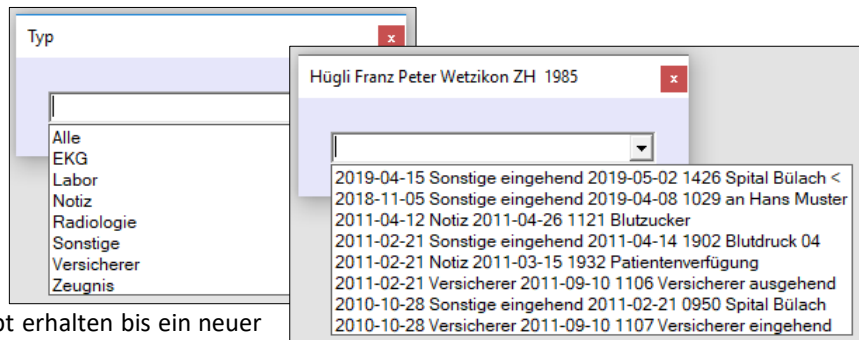 Typ
x
Alle
EKG
Labor
Notiz
Radiologie
Sonstige
Versicherer
Zeugnis
Hügli Franz Peter Wetzikon ZH 1985
x
2019-04-15 Sonstige eingehend 2019-05-02 1426 Spital Bülach <
2018-11-05 Sonstige eingehend 2019-04-08 1029 an Hans Muster
2011-04-12 Notiz 2011-04-26 1121 Blutzucker
2011-02-21 Sonstige eingehend 2011-04-14 1902 Blutdruck 04
2011-02-21 Notiz 2011-03-15 1932 Patientenverfügung
2011-02-21 Versicherer 2011-09-10 1106 Versicherer ausgehend
2010-10-28 Sonstige eingehend 2011-02-21 0950 Spital Bülach
2010-10-28 Versicherer 2011-09-10 1107 Versicherer eingehend
erhalten bis ein neuer